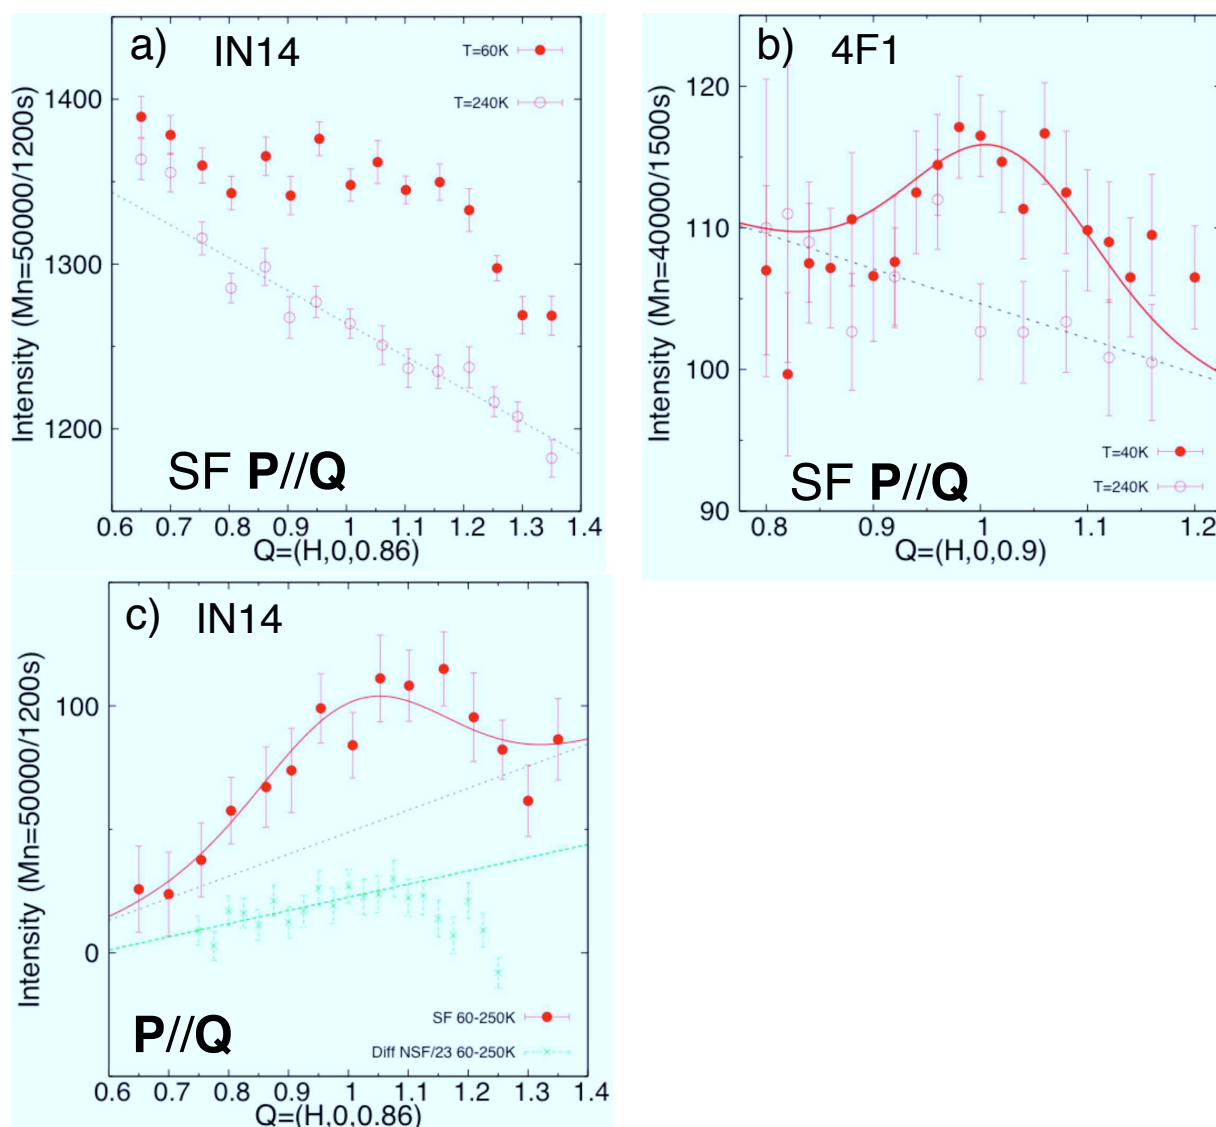 a) IN14
T=60K
T=240K
Intensity (Mn=50000/1200s)
1400
1300
1200
SF P//Q
0.6 0.7 0.8 0.9 1 1.1 1.2 1.3 1.4
Q=(H,0,0.86)
b) 4F1
Intensity (Mn=40000/1500s)
120
110
100
90
T=40K
T=240K
SF P//Q
0.8 0.9 1 1.1 1.2
Q=(H,0,0.9)
c) IN14
Intensity (Mn=50000/1200s)
100
0
SF 60-250K
Diff NSF/23 60-250K
P//Q
0.6 0.7 0.8 0.9 1 1.1 1.2 1.3 1.4
Q=(H,0,0.86)